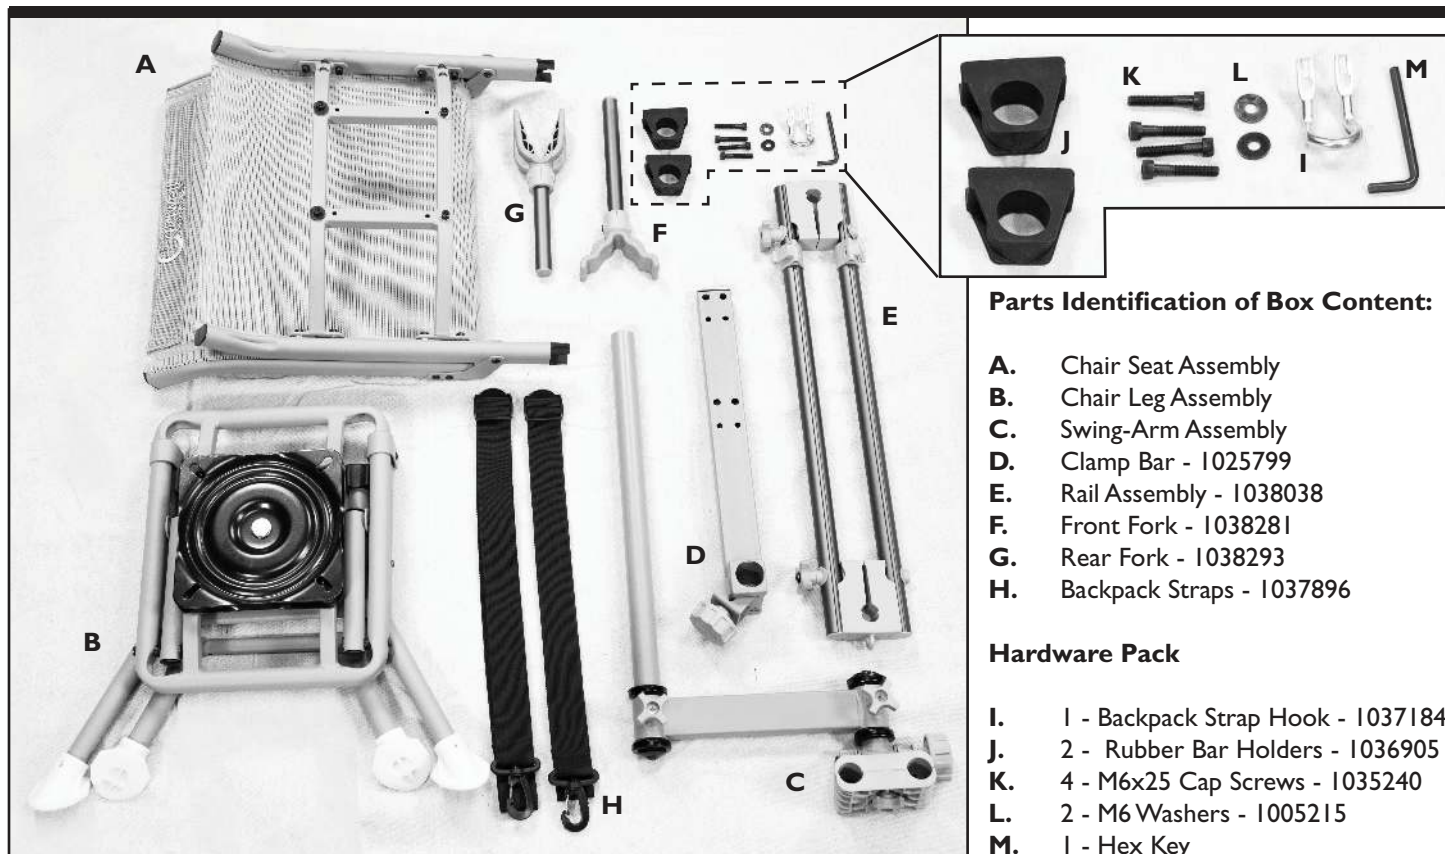 A
G
F
E
D
B
H
C
K
L
M
J
I
Parts Identification of Box Content:
A. Chair Seat Assembly
B. Chair Leg Assembly
C. Swing-Arm Assembly
D. Clamp Bar - 1025799
E. Rail Assembly - 1038038
F. Front Fork - 1038281
G. Rear Fork - 1038293
H. Backpack Straps - 1037896
Hardware Pack
I. 1 - Backpack Strap Hook - 1037184
J. 2 - Rubber Bar Holders - 1036905
K. 4 - M6x25 Cap Screws - 1035240
L. 2 - M6 Washers - 1005215
M. 1 - Hex Key